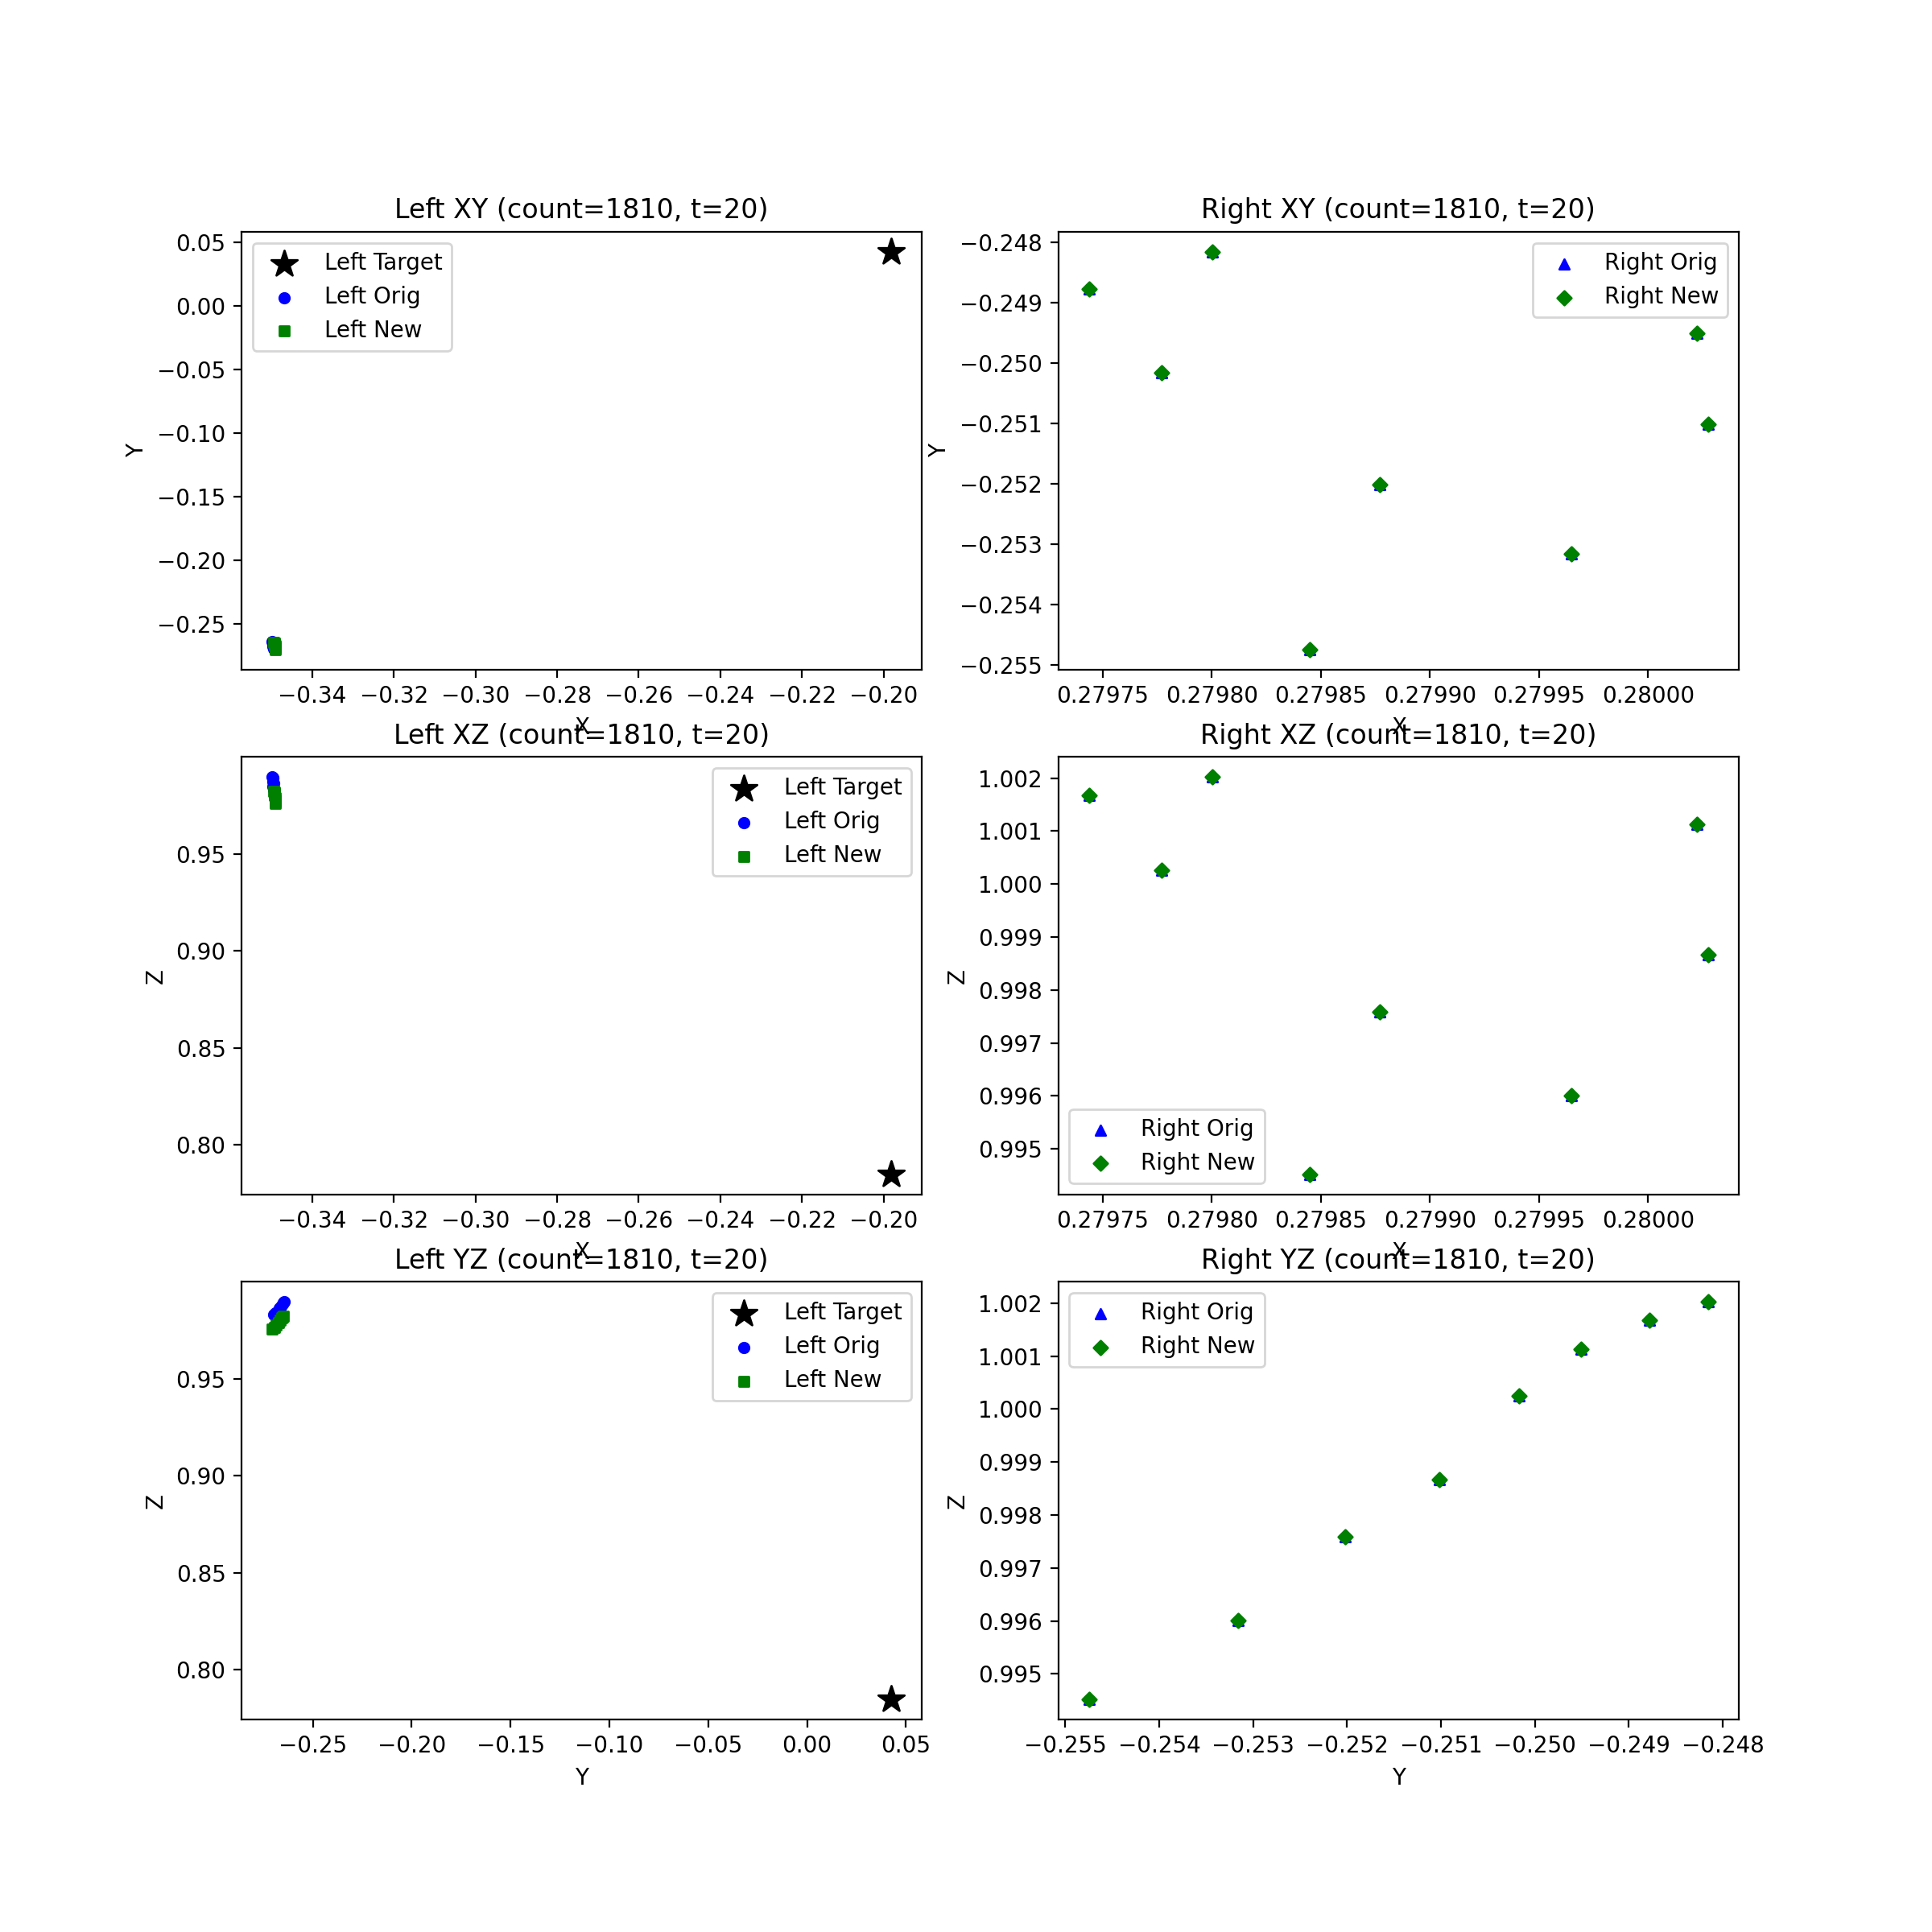 Left XY (count=1810, t=20)
0.05
0.00
−0.05
−0.10
−0.15
−0.20
−0.25
Y
Left Target
Left Orig
Left New
−0.34 −0.32 −0.30 −0.28 −0.26 −0.24 −0.22 −0.20
X
Right XY (count=1810, t=20)
−0.248
−0.249
−0.250
−0.251
−0.252
−0.253
−0.254
−0.255
Y
Right Orig
Right New
0.27975 0.27980 0.27985 0.27990 0.27995 0.28000
X
Left XZ (count=1810, t=20)
0.95
0.90
0.85
0.80
Z
Left Target
Left Orig
Left New
−0.34 −0.32 −0.30 −0.28 −0.26 −0.24 −0.22 −0.20
X
Right XZ (count=1810, t=20)
1.002
1.001
1.000
0.999
0.998
0.997
0.996
0.995
Z
Right Orig
Right New
0.27975 0.27980 0.27985 0.27990 0.27995 0.28000
X
Left YZ (count=1810, t=20)
0.95
0.90
0.85
0.80
Z
Left Target
Left Orig
Left New
−0.25 −0.20 −0.15 −0.10 −0.05 0.00 0.05
Y
Right YZ (count=1810, t=20)
1.002
1.001
1.000
0.999
0.998
0.997
0.996
0.995
Z
Right Orig
Right New
−0.255 −0.254 −0.253 −0.252 −0.251 −0.250 −0.249 −0.248
Y